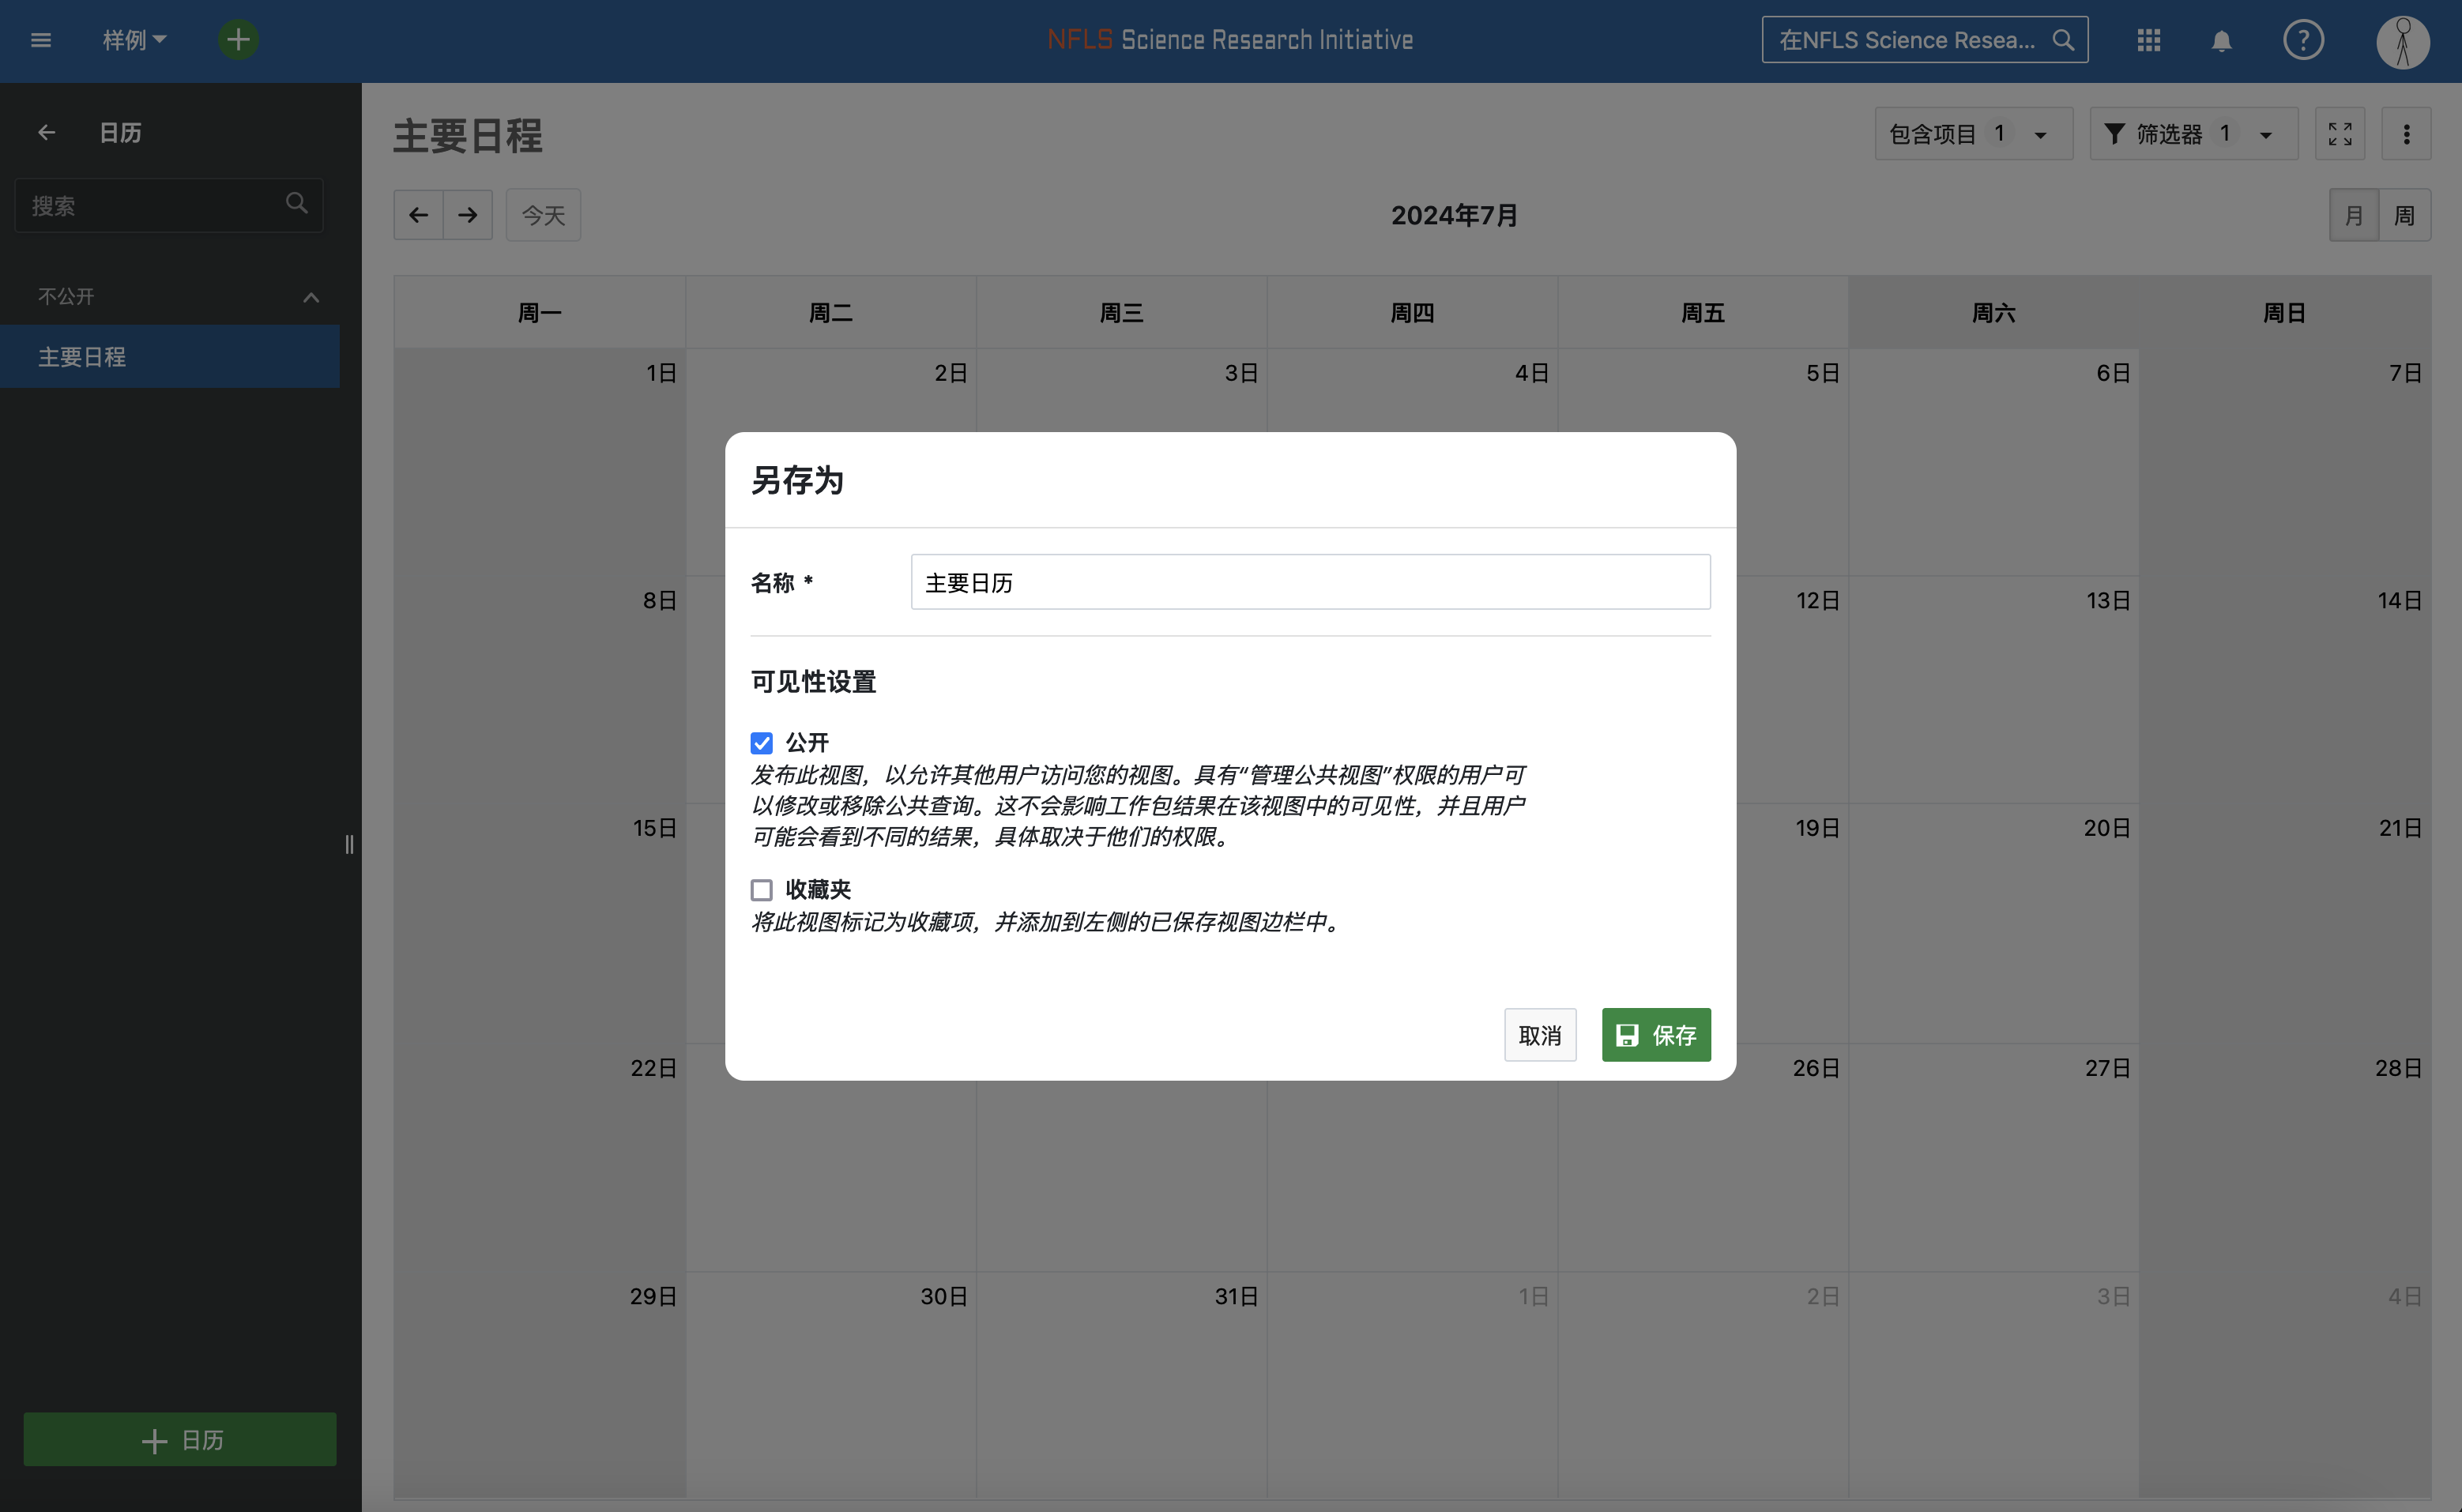 样例
NFLS Science Research Initiative
在NFLS Science Resea...
日历
搜索
不公开
主要日程
日历
主要日程
包含项目 1
筛选器 1
今天
2024年7月
月 周
周一 周二 周三 周四 周五 周六 周日
1日 2日 3日 4日 5日 6日 7日
8日 12日 13日 14日
15日 19日 20日 21日
22日 26日 27日 28日
29日 30日 31日 1日 2日 3日 4日
另存为
名称 * 主要日历
可见性设置
公开
发布此视图，以允许其他用户访问您的视图。具有“管理公共视图”权限的用户可
以修改或移除公共查询。这不会影响工作包结果在该视图中的可见性，并且用户
可能会看到不同的结果，具体取决于他们的权限。
收藏夹
将此视图标记为收藏项，并添加到左侧的已保存视图边栏中。
取消 保存